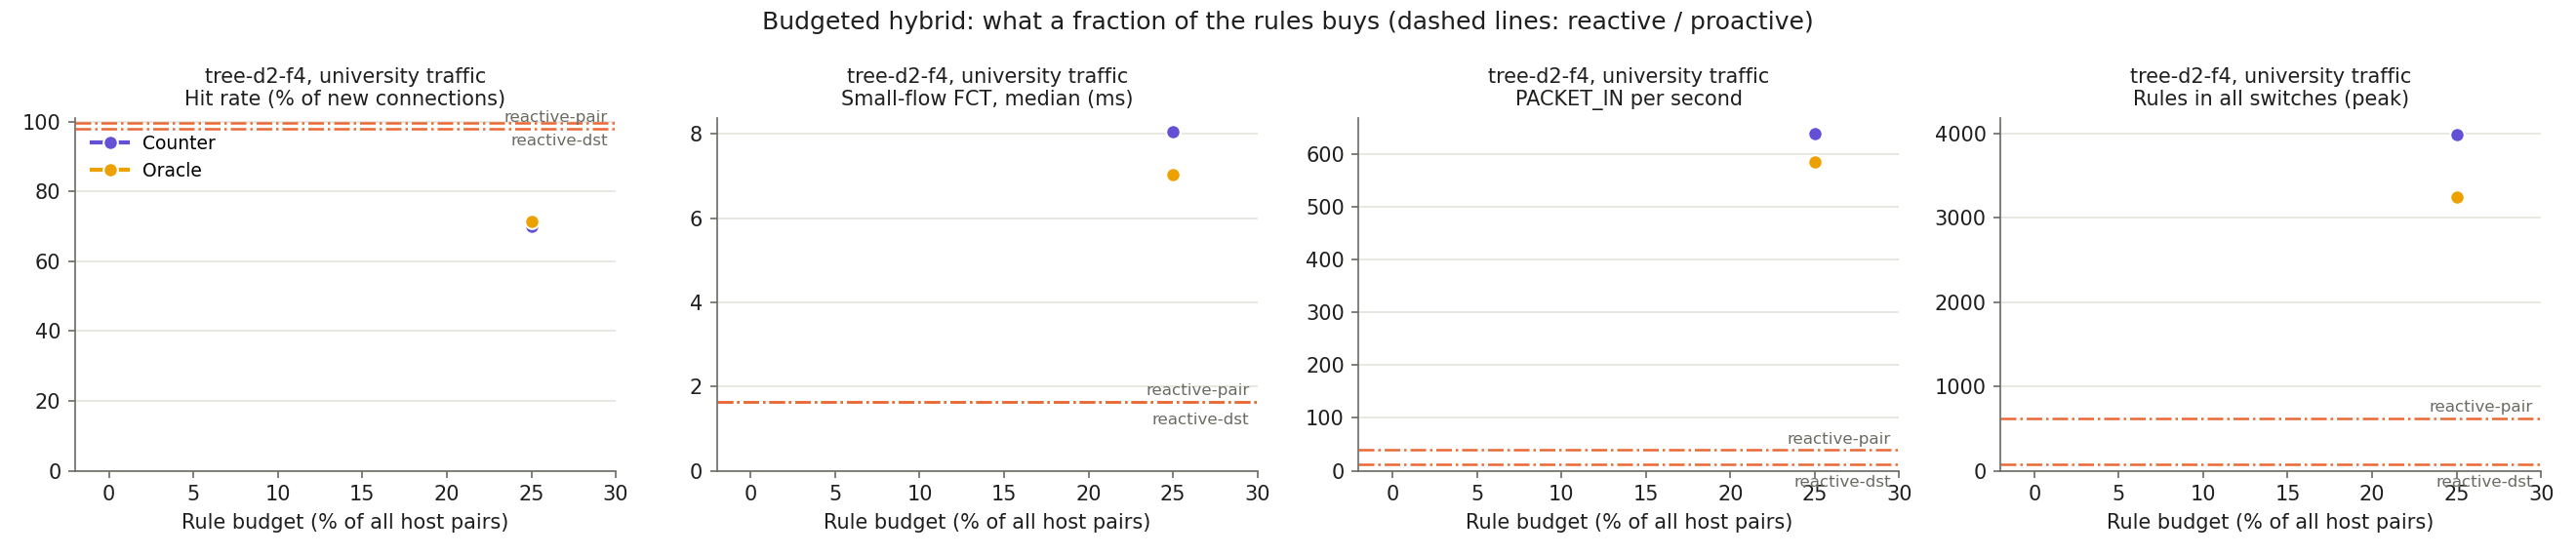 Budgeted hybrid: what a fraction of the rules buys (dashed lines: reactive / proactive)
tree-d2-f4, university traffic
Hit rate (% of new connections)
reactive-pair
reactive-dst
Counter
Oracle
100
80
60
40
20
0
0 5 10 15 20 25 30
Rule budget (% of all host pairs)
tree-d2-f4, university traffic
Small-flow FCT, median (ms)
8
6
4
2
0
reactive-pair
reactive-dst
0 5 10 15 20 25 30
Rule budget (% of all host pairs)
tree-d2-f4, university traffic
PACKET_IN per second
600
500
400
300
200
100
0
reactive-pair
reactive-dst
0 5 10 15 20 25 30
Rule budget (% of all host pairs)
tree-d2-f4, university traffic
Rules in all switches (peak)
4000
3000
2000
1000
0
reactive-pair
reactive-dst
0 5 10 15 20 25 30
Rule budget (% of all host pairs)